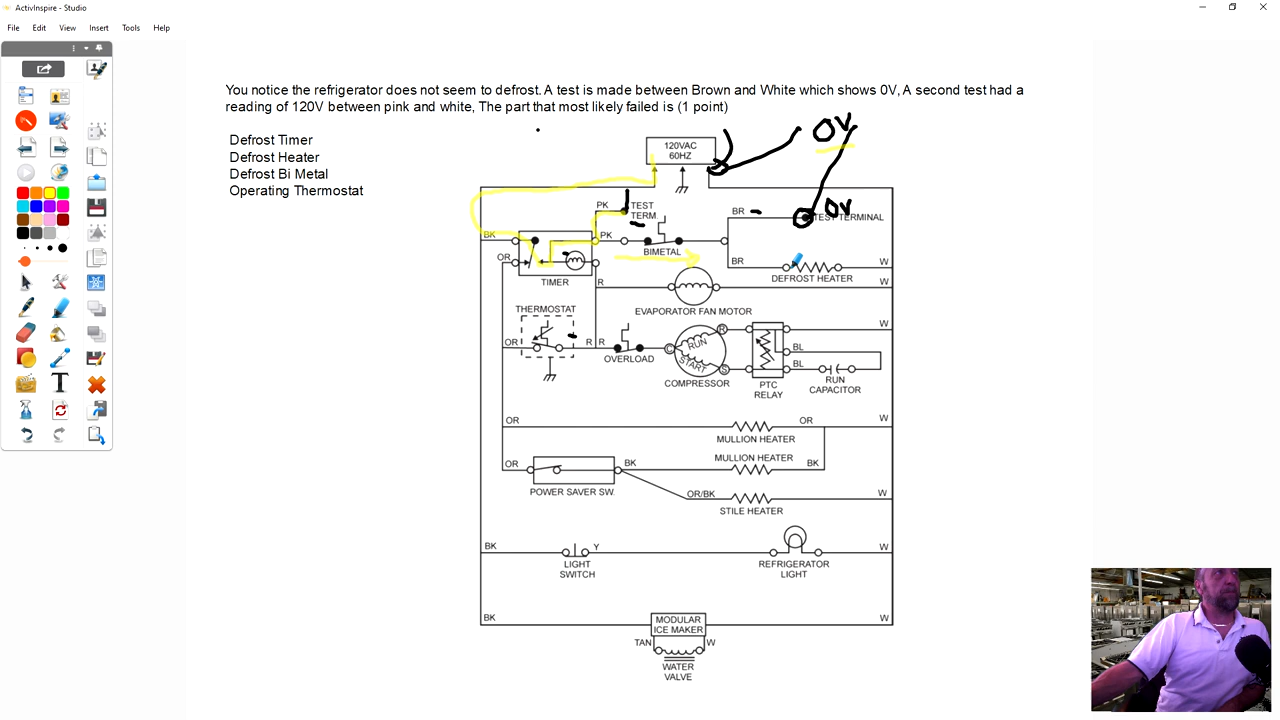 ActivInspire - Studio
File Edit View Insert Tools Help
You notice the refrigerator does not seem to defrost. A test is made between Brown and White which shows 0V, A second test had a
reading of 120V between pink and white, The part that most likely failed is (1 point)
Defrost Timer
Defrost Heater
Defrost Bi Metal
Operating Thermostat
120VAC
60HZ
0V
PK TEST
TERM.
BR
0V
TEST TERMINAL
BK
PK
BIMETAL
OR
BR
W
TIMER
DEFROST HEATER
R
W
THERMOSTAT
EVAPORATOR FAN MOTOR
W
OR
R R
OVERLOAD
C
RUN
START
R
S
BL
BL
COMPRESSOR
PTC
RELAY
RUN
CAPACITOR
OR
OR
W
MULLION HEATER
MULLION HEATER
OR
BK
BK
POWER SAVER SW.
OR/BK
W
STILE HEATER
BK
Y
W
LIGHT
SWITCH
REFRIGERATOR
LIGHT
BK
MODULAR
ICE MAKER
W
TAN
W
WATER
VALVE